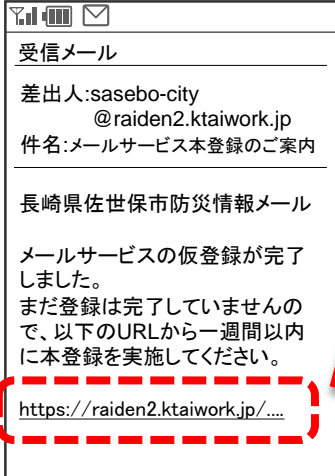 受信メール
差出人:sasebo-city
@raiden2.ktaiwork.jp
件名:メールサービス本登録のご案内
長崎県佐世保市防災情報メール
メールサービスの仮登録が完了
しました。
まだ登録は完了していませんの
で、以下のURLから一週間以内
に本登録を実施してください。
https://raiden2.ktaiwork.jp/....